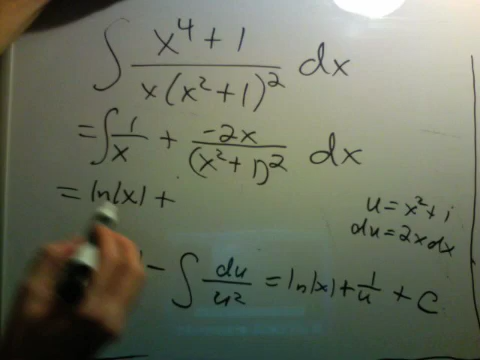 ∫ x⁴ + 1 / x(x² + 1)² dx
= ∫ 1/x + -2x/(x² + 1)² dx
= ln|x| +
u = x² + 1
du = 2x dx
- ∫ du/u² = ln|x| + 1/u + C